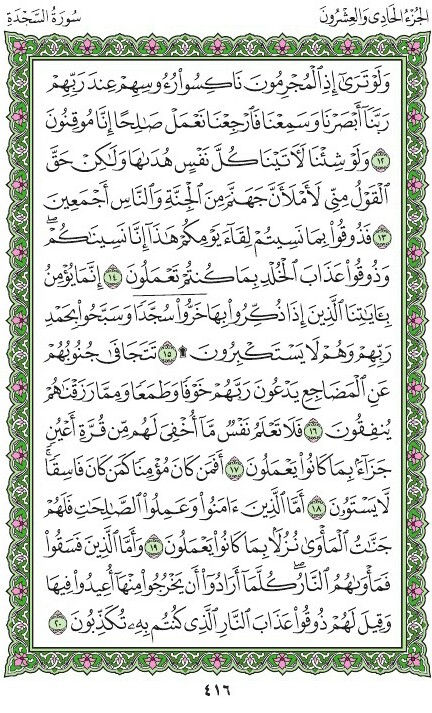 الجزء الحادي والعشرون
سورة السجدة
وَلَوْ تَرَىٰٓ إِذِ ٱلْمُجْرِمُونَ نَاكِسُوا۟ رُءُوسِهِمْ عِندَ رَبِّهِمْ
رَبَّنَآ أَبْصَرْنَا وَسَمِعْنَا فَٱرْجِعْنَا نَعْمَلْ صَٰلِحًا إِنَّا مُوقِنُونَ
١٢ وَلَوْ شِئْنَا لَءَاتَيْنَا كُلَّ نَفْسٍ هُدَىٰهَا وَلَٰكِنْ حَقَّ
ٱلْقَوْلُ مِنِّى لَأَمْلَأَنَّ جَهَنَّمَ مِنَ ٱلْجِنَّةِ وَٱلنَّاسِ أَجْمَعِينَ
١٣ فَذُوقُوا۟ بِمَا نَسِيتُمْ لِقَآءَ يَوْمِكُمْ هَٰذَآ إِنَّا نَسِينَٰكُمْ ۖ
وَذُوقُوا۟ عَذَابَ ٱلْخُلْدِ بِمَا كُنتُمْ تَعْمَلُونَ ١٤ إِنَّمَا يُؤْمِنُ
بِـَٔايَٰتِنَا ٱلَّذِينَ إِذَا ذُكِّرُوا۟ بِهَا خَرُّوا۟ سُجَّدًا وَسَبَّحُوا۟ بِحَمْدِ
رَبِّهِمْ وَهُمْ لَا يَسْتَكْبِرُونَ ۩ ١٥ تَتَجَافَىٰ جُنُوبُهُمْ
عَنِ ٱلْمَضَاجِعِ يَدْعُونَ رَبَّهُمْ خَوْفًا وَطَمَعًا وَمِمَّا رَزَقْنَٰهُمْ
يُنفِقُونَ ١٦ فَلَا تَعْلَمُ نَفْسٌ مَّآ أُخْفِىَ لَهُم مِّن قُرَّةِ أَعْيُنٍ
جَزَآءًۢ بِمَا كَانُوا۟ يَعْمَلُونَ ١٧ أَفَمَن كَانَ مُؤْمِنًا كَمَن كَانَ فَاسِقًا ۚ
لَّا يَسْتَوُۥنَ ١٨ أَمَّا ٱلَّذِينَ ءَامَنُوا۟ وَعَمِلُوا۟ ٱلصَّٰلِحَٰتِ فَلَهُمْ
جَنَّٰتُ ٱلْمَأْوَىٰ نُزُلًۢا بِمَا كَانُوا۟ يَعْمَلُونَ ١٩ وَأَمَّا ٱلَّذِينَ فَسَقُوا۟
فَمَأْوَىٰهُمُ ٱلنَّارُ ۖ كُلَّمَآ أَرَادُوٓا۟ أَن يَخْرُجُوا۟ مِنْهَآ أُعِيدُوا۟ فِيهَا
وَقِيلَ لَهُمْ ذُوقُوا۟ عَذَابَ ٱلنَّارِ ٱلَّذِى كُنتُم بِهِۦ تُكَذِّبُونَ ٢٠
٤١٦